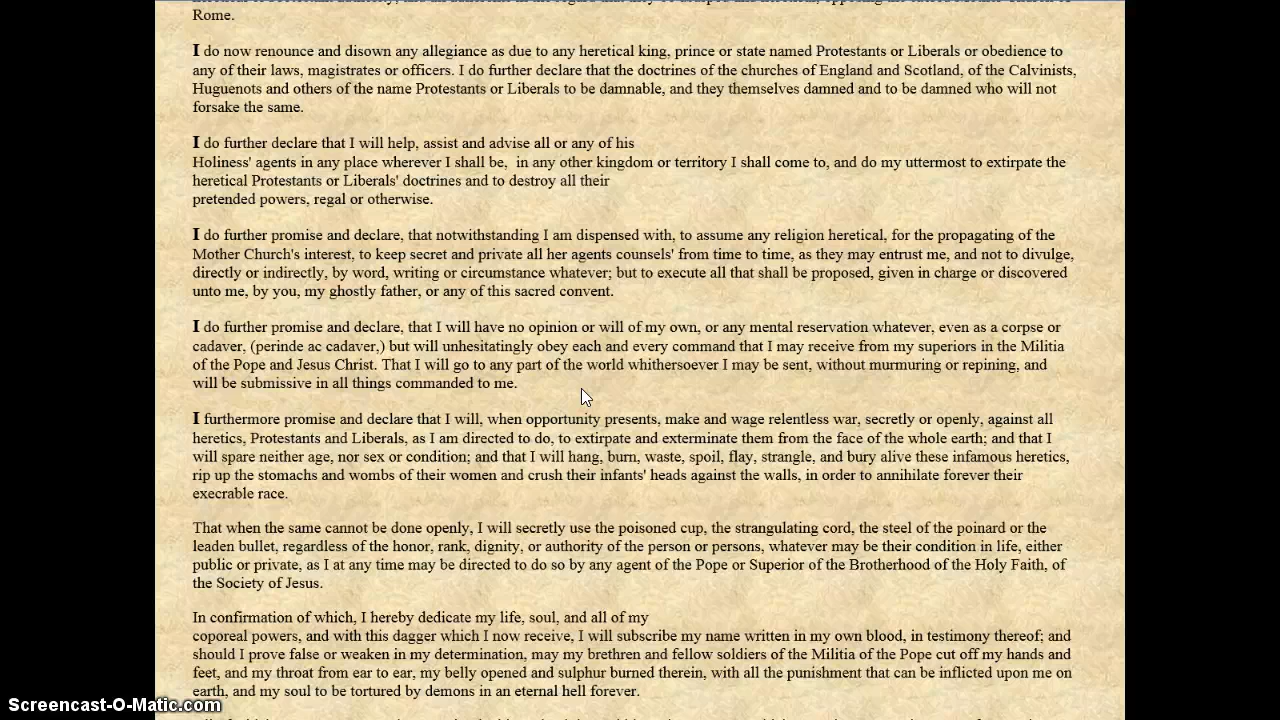 Rome.
I do now renounce and disown any allegiance as due to any heretical king, prince or state named Protestants or Liberals or obedience to
any of their laws, magistrates or officers. I do further declare that the doctrines of the churches of England and Scotland, of the Calvinists,
Huguenots and others of the name Protestants or Liberals to be damnable, and they themselves damned and to be damned who will not
forsake the same.
I do further declare that I will help, assist and advise all or any of his
Holiness' agents in any place wherever I shall be, in any other kingdom or territory I shall come to, and do my uttermost to extirpate the
heretical Protestants or Liberals' doctrines and to destroy all their
pretended powers, regal or otherwise.
I do further promise and declare, that notwithstanding I am dispensed with, to assume any religion heretical, for the propagating of the
Mother Church's interest, to keep secret and private all her agents counsels' from time to time, as they may entrust me, and not to divulge,
directly or indirectly, by word, writing or circumstance whatever; but to execute all that shall be proposed, given in charge or discovered
unto me, by you, my ghostly father, or any of this sacred convent.
I do further promise and declare, that I will have no opinion or will of my own, or any mental reservation whatever, even as a corpse or
cadaver, (perinde ac cadaver,) but will unhesitatingly obey each and every command that I may receive from my superiors in the Militia
of the Pope and Jesus Christ. That I will go to any part of the world whithersoever I may be sent, without murmuring or repining, and
will be submissive in all things commanded to me.
I furthermore promise and declare that I will, when opportunity presents, make and wage relentless war, secretly or openly, against all
heretics, Protestants and Liberals, as I am directed to do, to extirpate and exterminate them from the face of the whole earth; and that I
will spare neither age, nor sex or condition; and that I will hang, burn, waste, spoil, flay, strangle, and bury alive these infamous heretics,
rip up the stomachs and wombs of their women and crush their infants' heads against the walls, in order to annihilate forever their
execrable race.
That when the same cannot be done openly, I will secretly use the poisoned cup, the strangulating cord, the steel of the poinard or the
leaden bullet, regardless of the honor, rank, dignity, or authority of the person or persons, whatever may be their condition in life, either
public or private, as I at any time may be directed to do so by any agent of the Pope or Superior of the Brotherhood of the Holy Faith, of
the Society of Jesus.
In confirmation of which, I hereby dedicate my life, soul, and all of my
coporeal powers, and with this dagger which I now receive, I will subscribe my name written in my own blood, in testimony thereof; and
should I prove false or weaken in my determination, may my brethren and fellow soldiers of the Militia of the Pope cut off my hands and
feet, and my throat from ear to ear, my belly opened and sulphur burned therein, with all the punishment that can be inflicted upon me on
earth, and my soul to be tortured by demons in an eternal hell forever.
Screencast-O-Matic.com